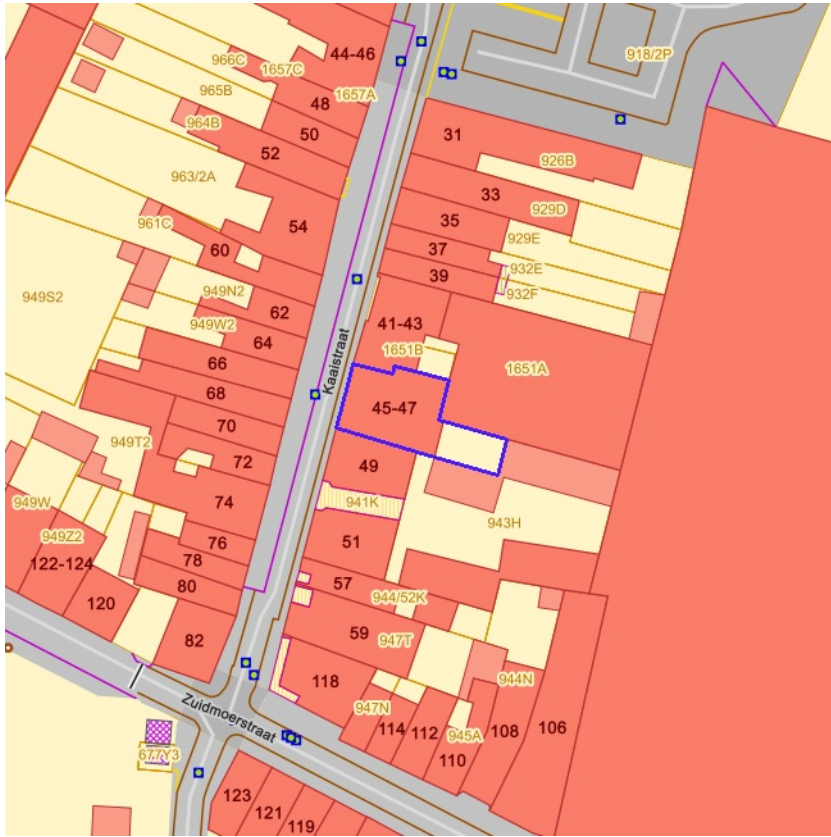 44-46
918/2P
966C
1657C
48
1657A
965B
50
31
964B
52
926B
963/2A
33
929D
961C
54
35
929E
60
37
932E
39
932F
949S2
949N2
62
41-43
949W2
64
1651B
66
Kaaistraat
1651A
68
45-47
70
949T2
72
49
74
941K
949W
943H
949Z2
76
51
122-124
78
57
80
944/52K
120
59
947T
82
118
944N
947N
114
112
108
106
Zuidmoerstraat
945A
110
677Y3
123
121
119